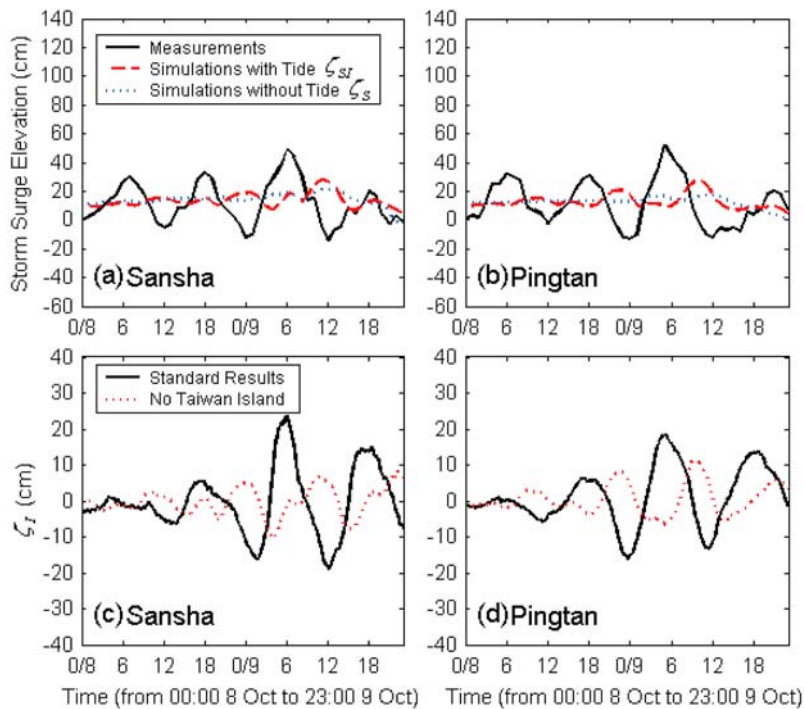 Storm Surge Elevation (cm)
140
120
100
80
60
40
20
0
-20
-40
-60
Measurements
Simulations with Tide ζSI
Simulations without Tide ζS
(a) Sansha
0/8 6 12 18 0/9 6 12 18
140
120
100
80
60
40
20
0
-20
-40
-60
(b) Pingtan
0/8 6 12 18 0/9 6 12 18
ζI (cm)
40
30
20
10
0
-10
-20
-30
-40
Standard Results
No Taiwan Island
(c) Sansha
0/8 6 12 18 0/9 6 12 18
Time (from 00:00 8 Oct to 23:00 9 Oct)
40
30
20
10
0
-10
-20
-30
-40
(d) Pingtan
0/8 6 12 18 0/9 6 12 18
Time (from 00:00 8 Oct to 23:00 9 Oct)